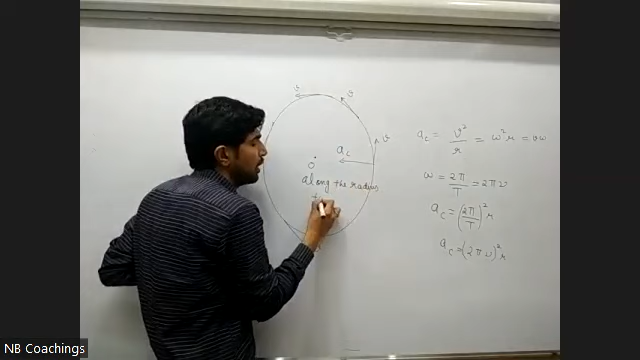 v
v
v
a_c
O
along the radius
a_c = v²/r = ω²r = vω
ω = 2π/T = 2πν
a_c = (2π/T)² r
a_c = (2πν)² r
NB Coachings